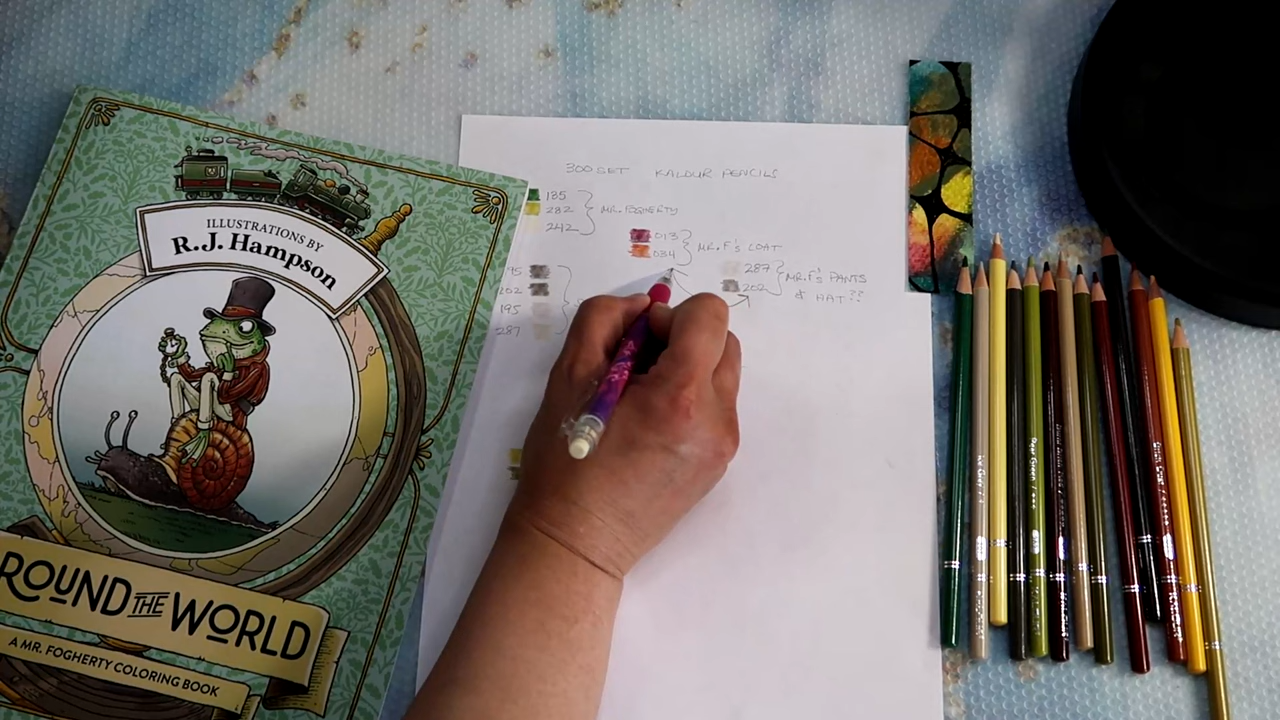 ILLUSTRATIONS BY
R.J. Hampson
ROUND THE WORLD
A MR. FOGHERTY COLORING BOOK
300 SET KALOUR PENCILS
185
282
242
MR. FOGHERTY
013
034
MR. F's COAT
287
202
MR. F's PANTS
& HAT??
95
202
195
287